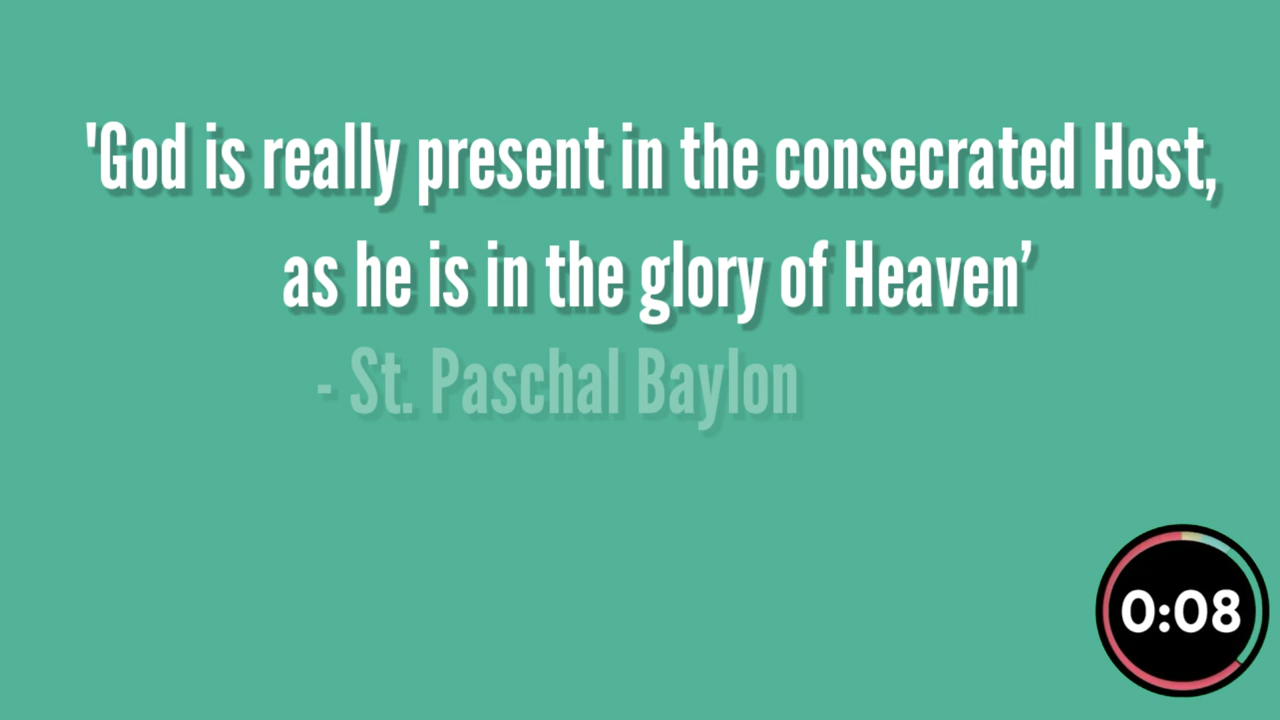 'God is really present in the consecrated Host,
as he is in the glory of Heaven’
- St. Paschal Baylon
0:08